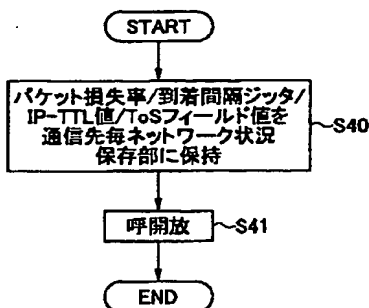 START
パケット損失率/到着間隔ジッタ/
IP-TTL値/ToSフィールド値を
通信先毎ネットワーク状況
保存部に保持
S40
呼開放
S41
END